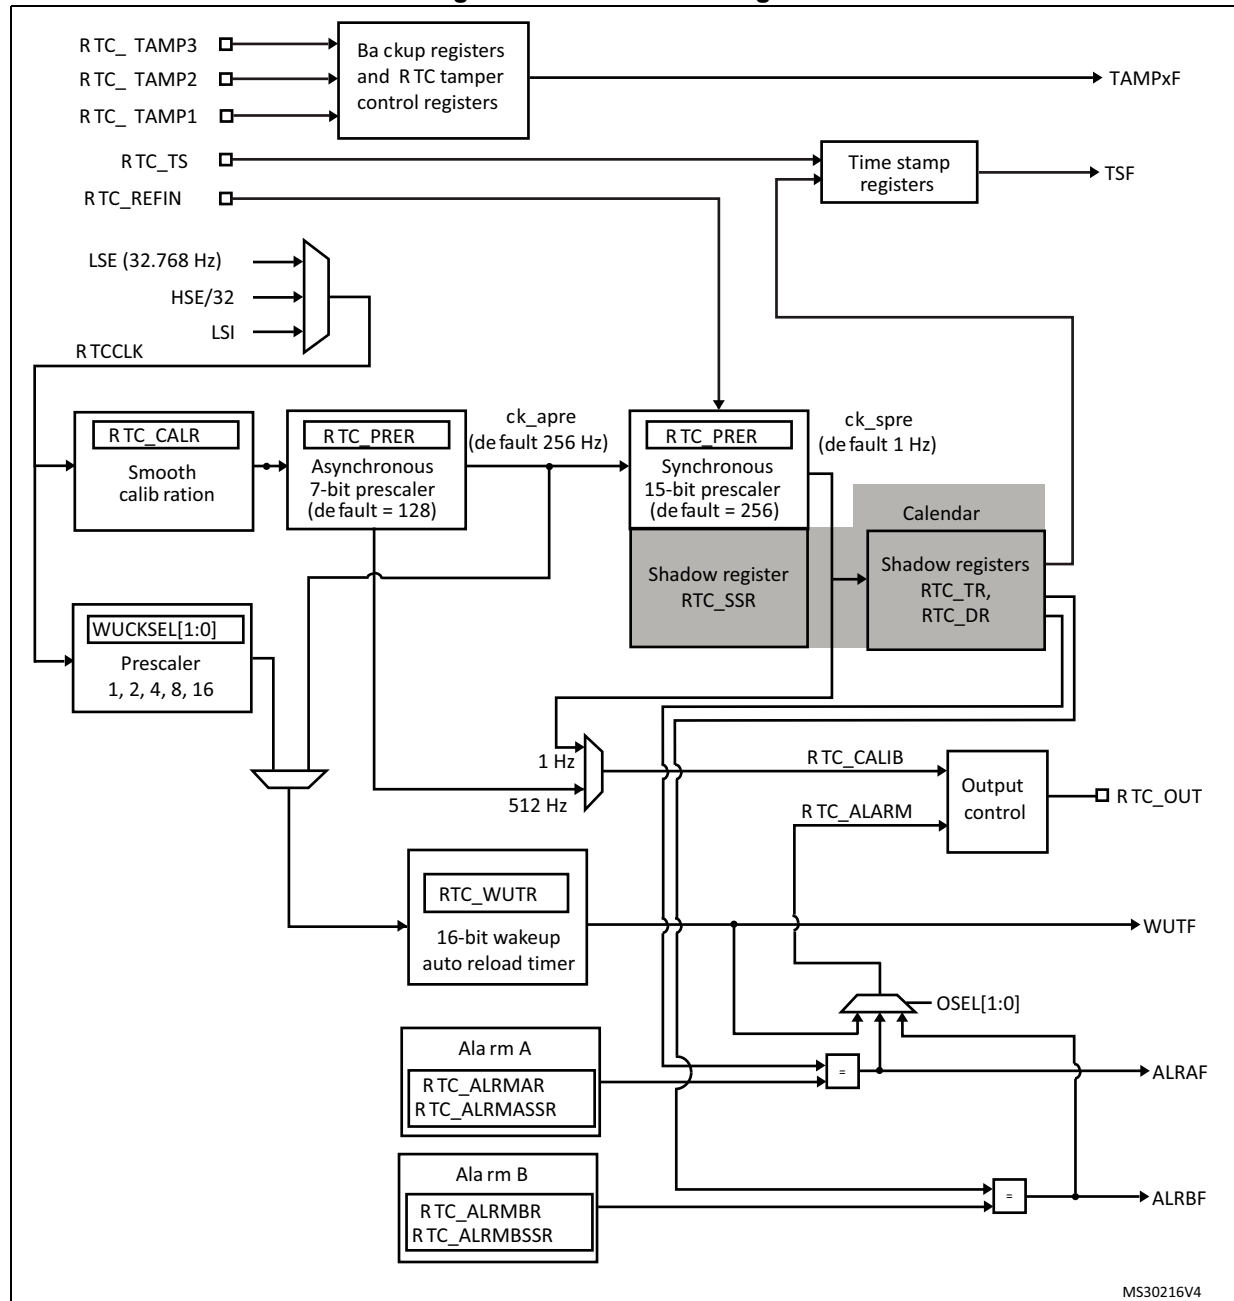 R TC_ TAMP3
R TC_ TAMP2
R TC_ TAMP1
Ba ckup registers
and R TC tamper
control registers
TAMPxF
R TC_TS
R TC_REFIN
Time stamp
registers
TSF
LSE (32.768 Hz)
HSE/32
LSI
R TCCLK
R TC_CALR
Smooth
calib ration
R TC_PRER
Asynchronous
7-bit prescaler
(de fault = 128)
ck_apre
(de fault 256 Hz)
R TC_PRER
Synchronous
15-bit prescaler
(de fault = 256)
ck_spre
(de fault 1 Hz)
Calendar
Shadow register
RTC_SSR
Shadow registers
RTC_TR,
RTC_DR
WUCKSEL[1:0]
Prescaler
1, 2, 4, 8, 16
1 Hz
512 Hz
R TC_CALIB
R TC_ALARM
Output
control
R TC_OUT
RTC_WUTR
16-bit wakeup
auto reload timer
WUTF
OSEL[1:0]
Ala rm A
R TC_ALRMAR
R TC_ALRMASSR
=
ALRAF
Ala rm B
R TC_ALRMBR
R TC_ALRMBSSR
=
ALRBF
MS30216V4